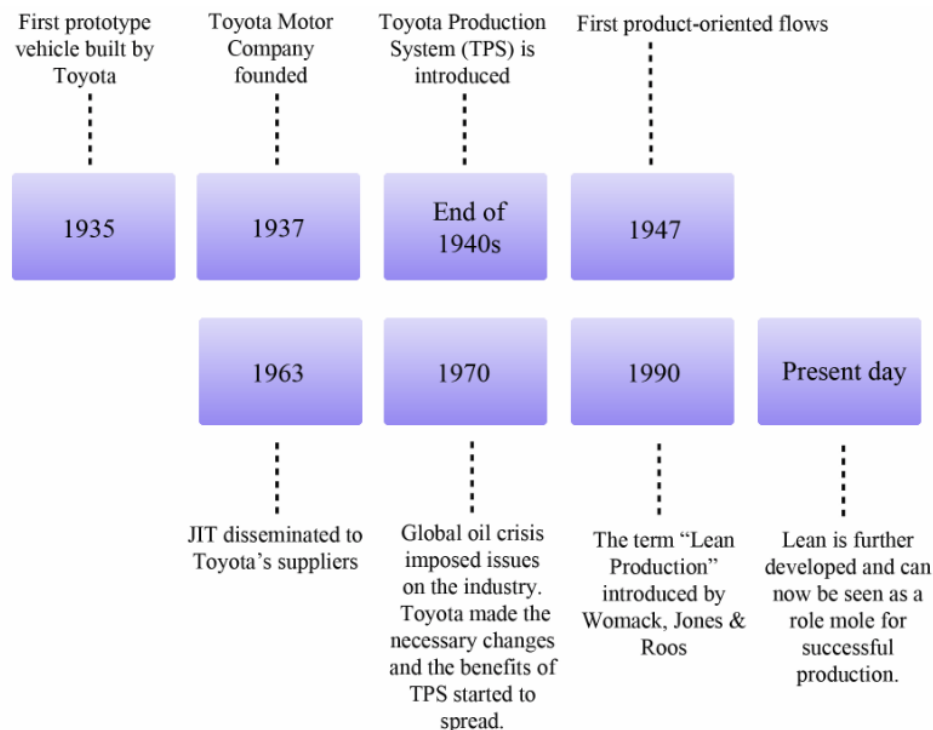 First prototype
vehicle built by
Toyota
Toyota Motor
Company
founded
Toyota Production
System (TPS) is
introduced
First product-oriented flows
1935
1937
End of
1940s
1947
1963
1970
1990
Present day
JIT disseminated to
Toyota’s suppliers
Global oil crisis
imposed issues
on the industry.
Toyota made the
necessary changes
and the benefits of
TPS started to
spread.
The term “Lean
Production”
introduced by
Womack, Jones &
Roos
Lean is further
developed and can
now be seen as a
role mole for
successful
production.